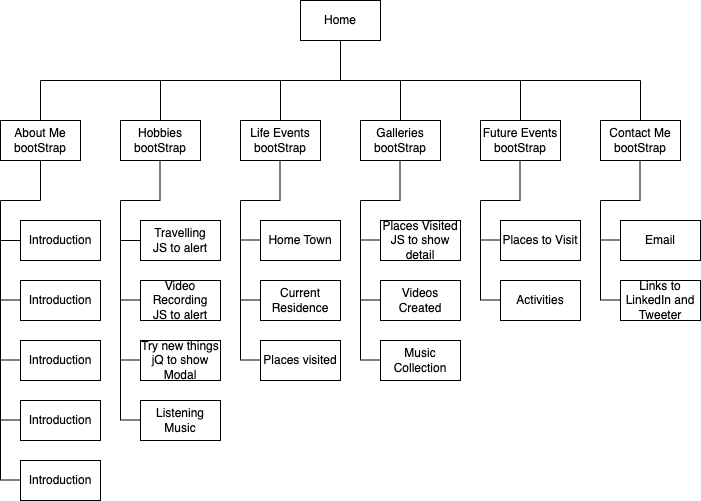 Home
About Me
bootStrap
Hobbies
bootStrap
Life Events
bootStrap
Galleries
bootStrap
Future Events
bootStrap
Contact Me
bootStrap
Introduction
Introduction
Introduction
Introduction
Introduction
Travelling
JS to alert
Video
Recording
JS to alert
Try new things
jQ to show
Modal
Listening
Music
Home Town
Current
Residence
Places visited
Places Visited
JS to show
detail
Videos
Created
Music
Collection
Places to Visit
Activities
Email
Links to
LinkedIn and
Tweeter